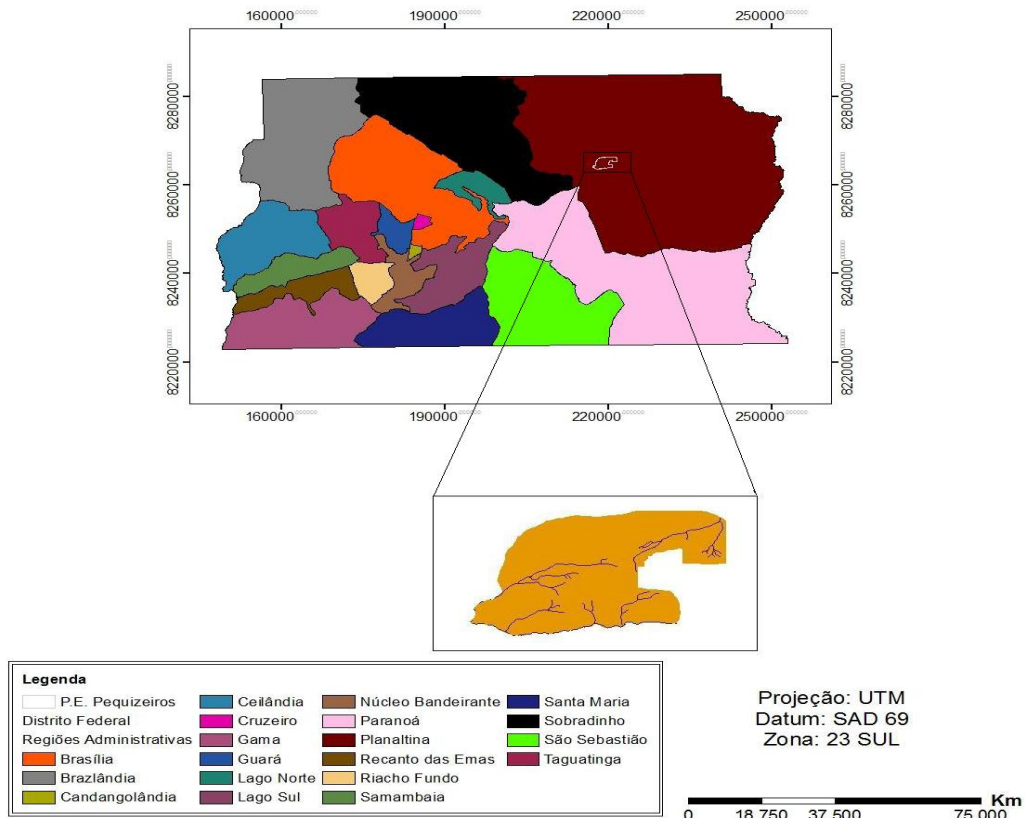 160000 190000 220000 250000
8280000 8280000
8260000 8260000
8240000 8240000
8220000 8220000
160000 190000 220000 250000
Legenda
P.E. Pequizeiros
Distrito Federal
Regiões Administrativas
Brasília
Brazlândia
Candangolândia
Ceilândia
Cruzeiro
Gama
Guará
Lago Norte
Lago Sul
Núcleo Bandeirante
Paranoá
Planaltina
Recanto das Emas
Riacho Fundo
Samambaia
Santa Maria
Sobradinho
São Sebastião
Taguatinga
Projeção: UTM
Datum: SAD 69
Zona: 23 SUL
Km
0 18.750 37.500 75.000